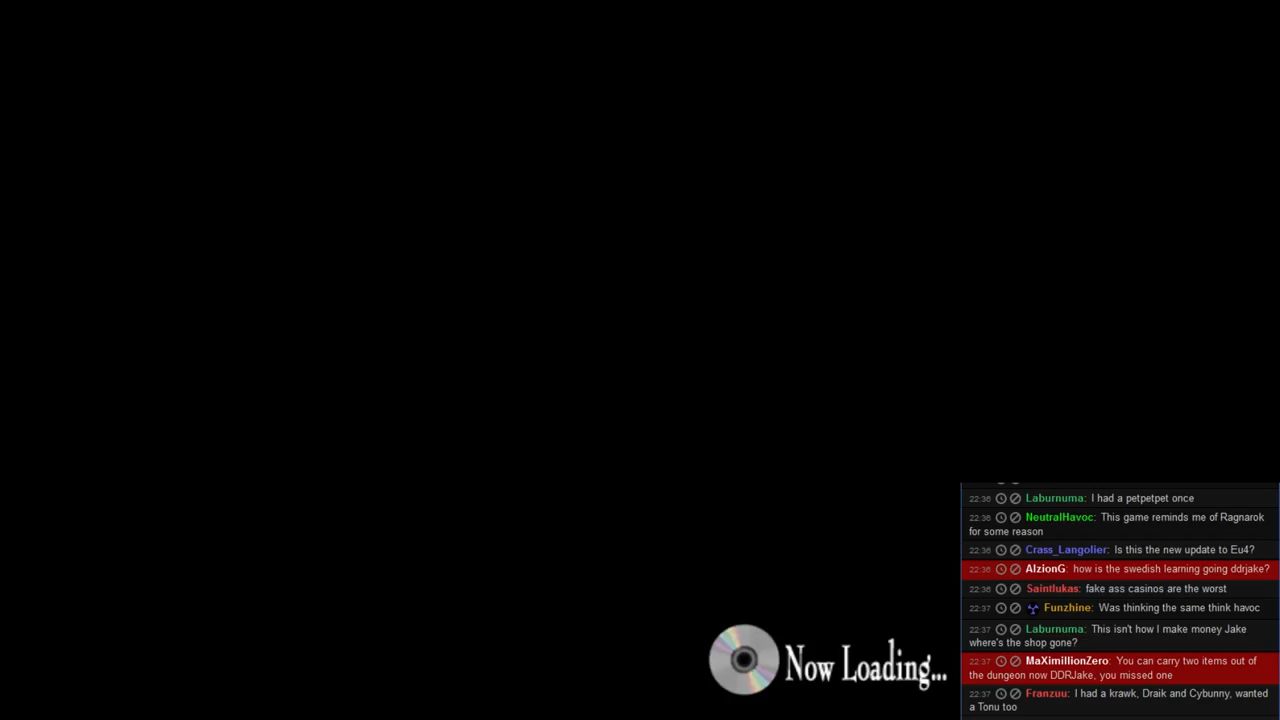 22:36 Laburnuma: I had a petpetpet once
22:36 NeutralHavoc: This game reminds me of Ragnarok
for some reason
22:36 Crass_Langolier: Is this the new update to Eu4?
22:36 AlzionG: how is the swedish learning going ddrjake?
22:36 Saintlukas: fake ass casinos are the worst
22:37 Funzhine: Was thinking the same think havoc
22:37 Laburnuma: This isn't how I make money Jake
where's the shop gone?
22:37 MaXimillionZero: You can carry two items out of
the dungeon now DDRJake, you missed one
22:37 Franzuu: I had a krawk, Draik and Cybunny, wanted
a Tonu too
Now Loading...